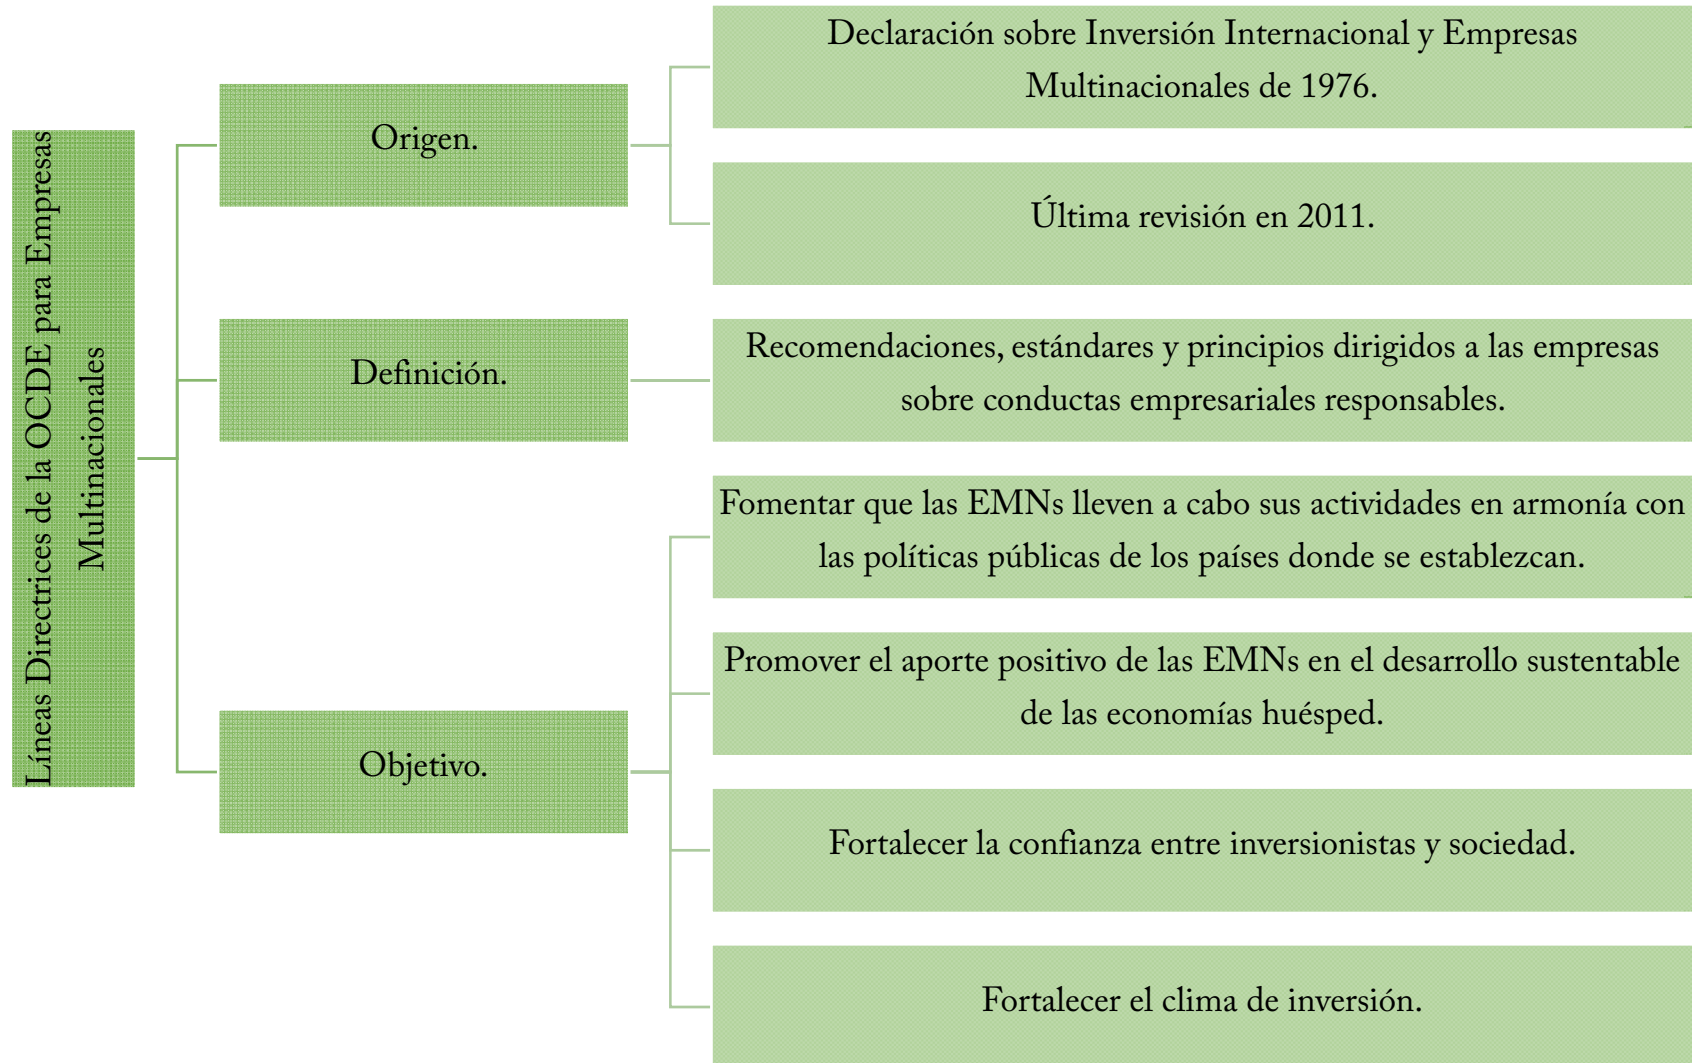 Líneas Directrices de la OCDE para Empresas
Multinacionales
Origen.
Declaración sobre Inversión Internacional y Empresas
Multinacionales de 1976.
Última revisión en 2011.
Definición.
Recomendaciones, estándares y principios dirigidos a las empresas
sobre conductas empresariales responsables.
Objetivo.
Fomentar que las EMNs lleven a cabo sus actividades en armonía con
las políticas públicas de los países donde se establezcan.
Promover el aporte positivo de las EMNs en el desarrollo sustentable
de las economías huésped.
Fortalecer la confianza entre inversionistas y sociedad.
Fortalecer el clima de inversión.